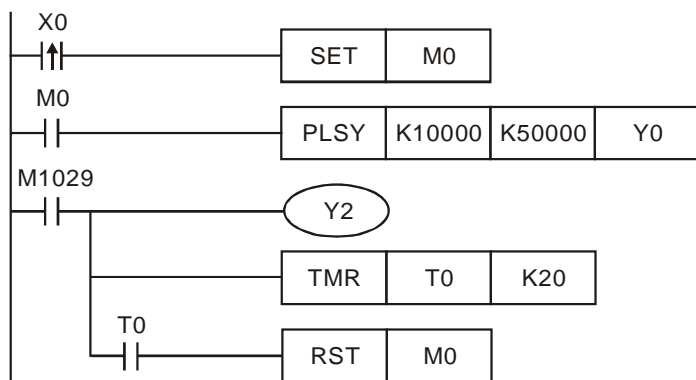 X0
SET M0
M0
PLSY K10000 K50000 Y0
M1029
Y2
TMR T0 K20
T0
RST M0